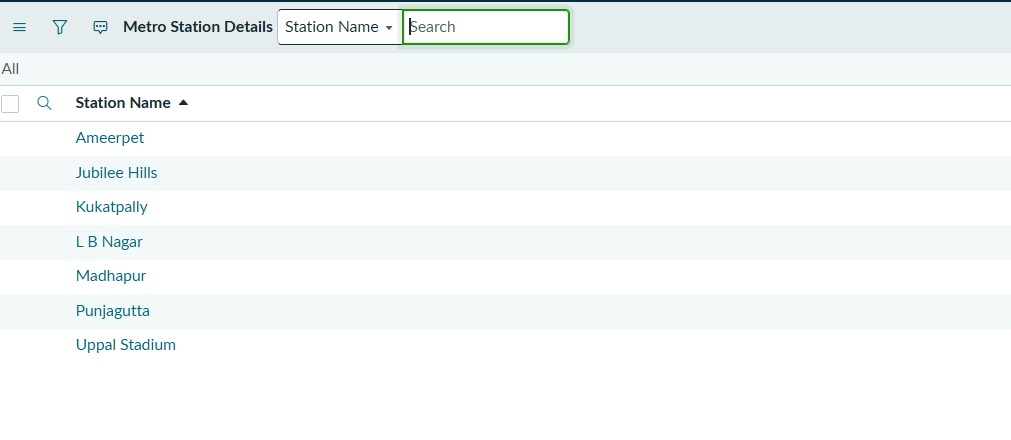 Metro Station Details Station Name Search
All
Station Name
Ameerpet
Jubilee Hills
Kukatpally
L B Nagar
Madhapur
Punjagutta
Uppal Stadium